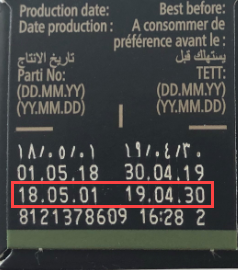 Production date: Best before:
Date production : A consommer de
préférence avant le :
تاريخ الانتاج يستهلك قبل
Parti No: TETT:
(DD.MM.YY) (DD.MM.YY)
(YY.MM.DD) (YY.MM.DD)
١٨/٠٥/٠١ ١٩/٠٤/٣٠
01.05.18 30.04.19
18.05.01 19.04.30
8121378609 16:28 2